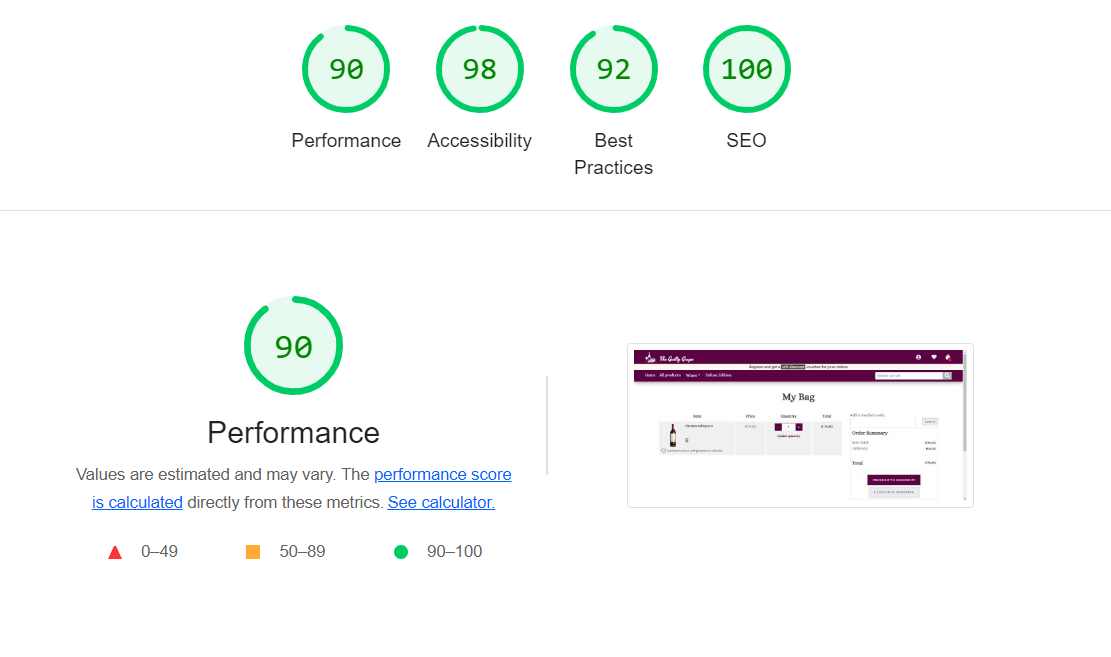 90
98
92
100
Performance
Accessibility
Best
Practices
SEO
90
Performance
Values are estimated and may vary. The performance score
is calculated directly from these metrics. See calculator.
0–49
50–89
90–100
The Guilty Grape
Register and get a discount voucher for your orders
Home All products Wines Deluxe Edition
My Bag
Item Price Quantity Total
Order Summary
Total